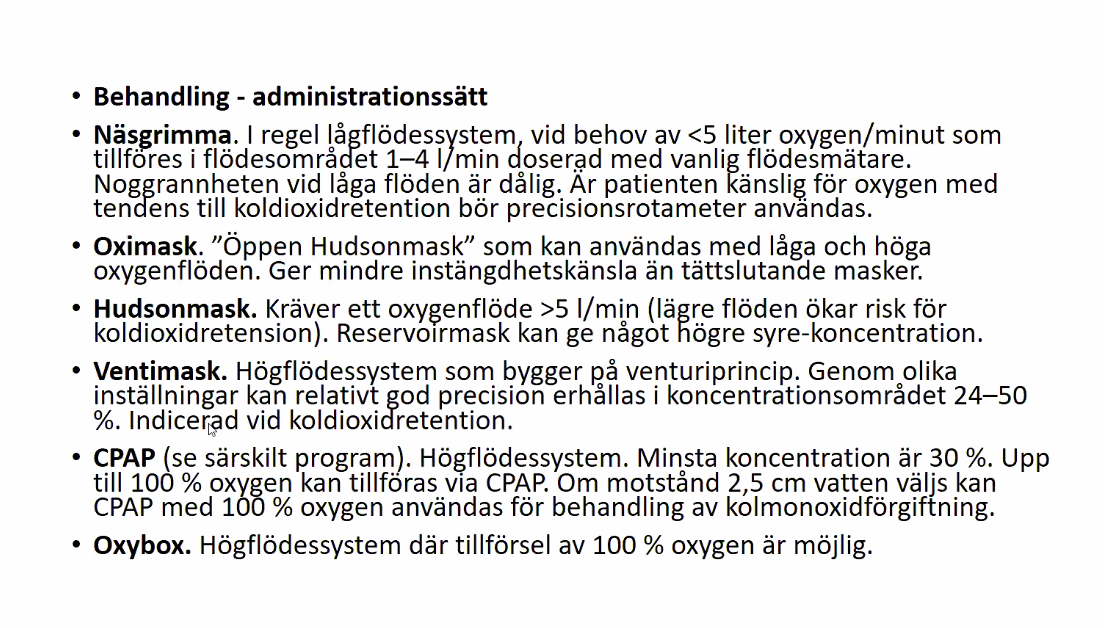 • Behandling - administrationssätt
• Näsgrimma. I regel lågflödessystem, vid behov av <5 liter oxygen/minut som
tillföres i flödesområdet 1–4 l/min doserad med vanlig flödesmätare.
Noggrannheten vid låga flöden är dålig. Är patienten känslig för oxygen med
tendens till koldioxidretention bör precisionsrotameter användas.
• Oximask. ”Öppen Hudsonmask” som kan användas med låga och höga
oxygenflöden. Ger mindre instängdhetskänsla än tättslutande masker.
• Hudsonmask. Kräver ett oxygenflöde >5 l/min (lägre flöden ökar risk för
koldioxidretension). Reservoirmask kan ge något högre syre-koncentration.
• Ventimask. Högflödessystem som bygger på venturiprincip. Genom olika
inställningar kan relativt god precision erhållas i koncentrationsområdet 24–50
%. Indicerad vid koldioxidretention.
• CPAP (se särskilt program). Högflödessystem. Minsta koncentration är 30 %. Upp
till 100 % oxygen kan tillföras via CPAP. Om motstånd 2,5 cm vatten väljs kan
CPAP med 100 % oxygen användas för behandling av kolmonoxidförgiftning.
• Oxybox. Högflödessystem där tillförsel av 100 % oxygen är möjlig.